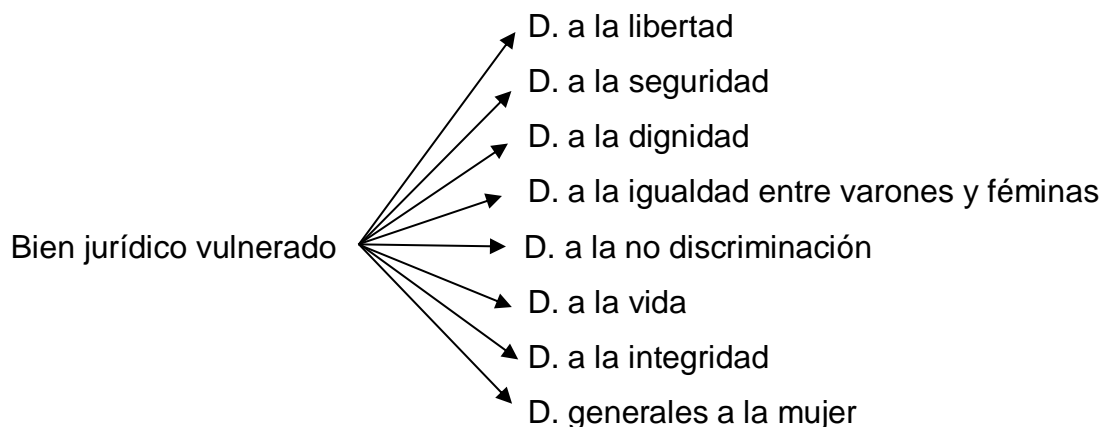 D. a la libertad
D. a la seguridad
D. a la dignidad
D. a la igualdad entre varones y féminas
Bien jurídico vulnerado
D. a la no discriminación
D. a la vida
D. a la integridad
D. generales a la mujer